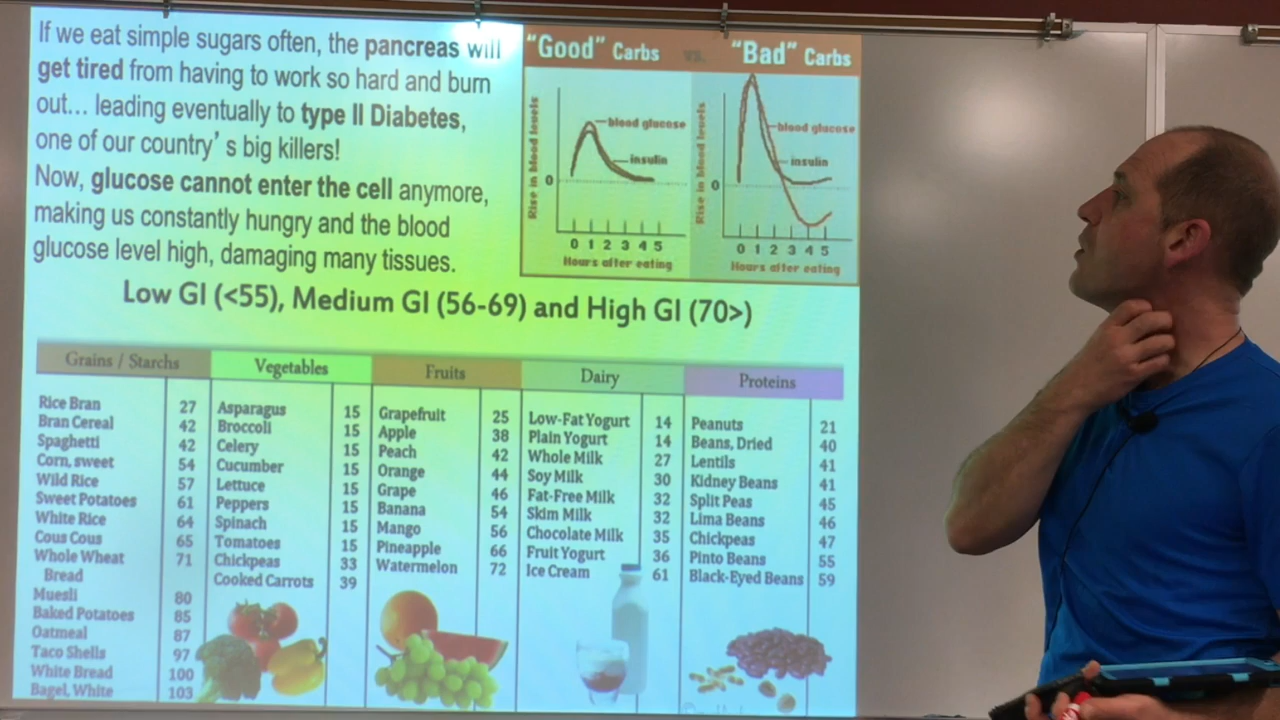 If we eat simple sugars often, the pancreas will
get tired from having to work so hard and burn
out... leading eventually to type II Diabetes,
one of our country's big killers!
Now, glucose cannot enter the cell anymore,
making us constantly hungry and the blood
glucose level high, damaging many tissues.
"Good" Carbs vs. "Bad" Carbs
Rise in blood levels
blood glucose
insulin
0
0 1 2 3 4 5
Hours after eating
Rise in blood levels
blood glucose
insulin
0
0 1 2 3 4 5
Hours after eating
Low GI (<55), Medium GI (56-69) and High GI (70>)
Grains / Starchs
Rice Bran 27
Bran Cereal 42
Spaghetti 42
Corn, sweet 54
Wild Rice 57
Sweet Potatoes 61
White Rice 64
Cous Cous 65
Whole Wheat 71
Bread
Muesli 80
Baked Potatoes 85
Oatmeal 87
Taco Shells 97
White Bread 100
Bagel, White 103
Vegetables
Asparagus 15
Broccoli 15
Celery 15
Cucumber 15
Lettuce 15
Peppers 15
Spinach 15
Tomatoes 15
Chickpeas 33
Cooked Carrots 39
Fruits
Grapefruit 25
Apple 38
Peach 42
Orange 44
Grape 46
Banana 54
Mango 56
Pineapple 66
Watermelon 72
Dairy
Low-Fat Yogurt 14
Plain Yogurt 14
Whole Milk 27
Soy Milk 30
Fat-Free Milk 32
Skim Milk 32
Chocolate Milk 35
Fruit Yogurt 36
Ice Cream 61
Proteins
Peanuts 21
Beans, Dried 40
Lentils 41
Kidney Beans 41
Split Peas 45
Lima Beans 46
Chickpeas 47
Pinto Beans 55
Black-Eyed Beans 59